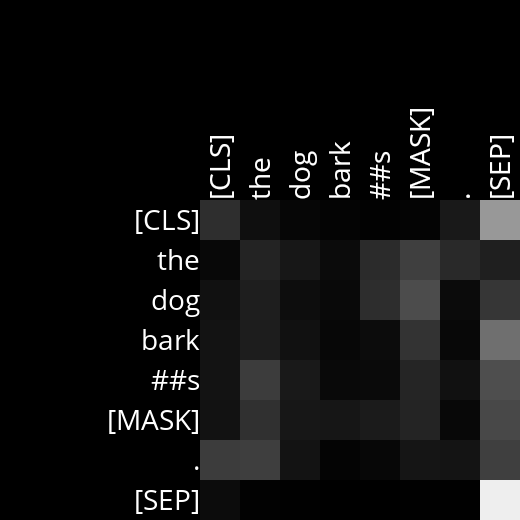 [CLS] the dog bark ##s [MASK] . [SEP]
[CLS]
the
dog
bark
##s
[MASK]
.
[SEP]